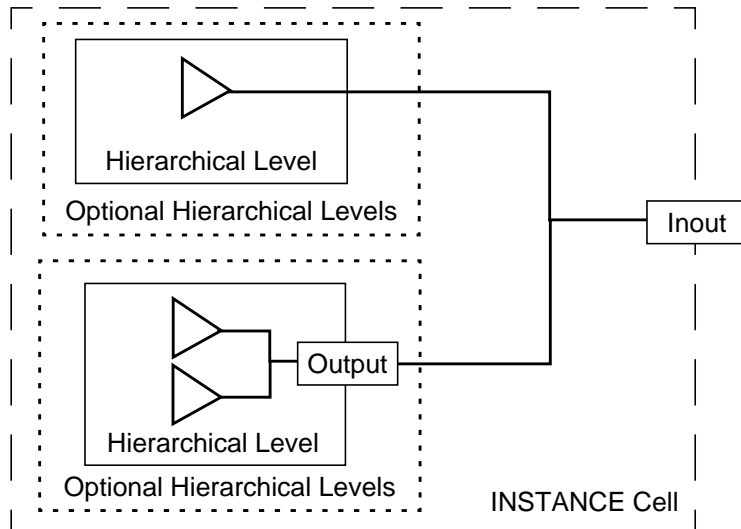 Hierarchical Level
Optional Hierarchical Levels
Inout
Output
Hierarchical Level
Optional Hierarchical Levels
INSTANCE Cell